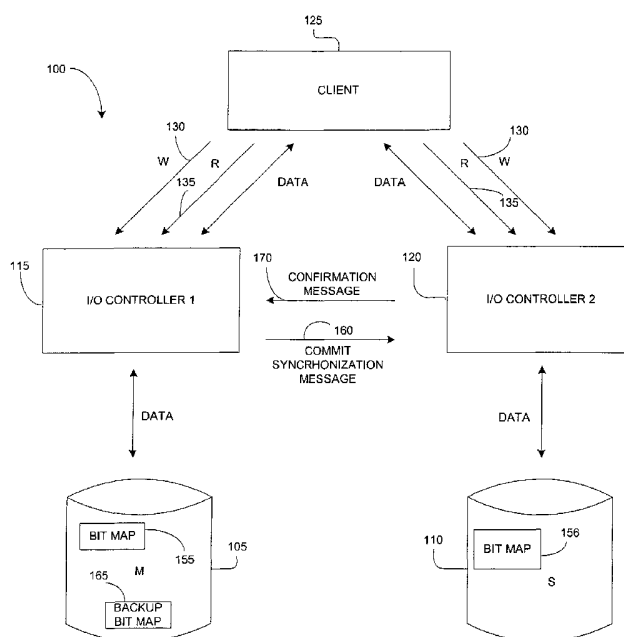 125
100
CLIENT
130
130
W
R
R
W
135
DATA
DATA
135
115
170
120
I/O CONTROLLER 1
CONFIRMATION
MESSAGE
I/O CONTROLLER 2
160
COMMIT
SYNCRHONIZATION
MESSAGE
DATA
DATA
BIT MAP
155
105
M
165
BACKUP
BIT MAP
110
BIT MAP
156
S